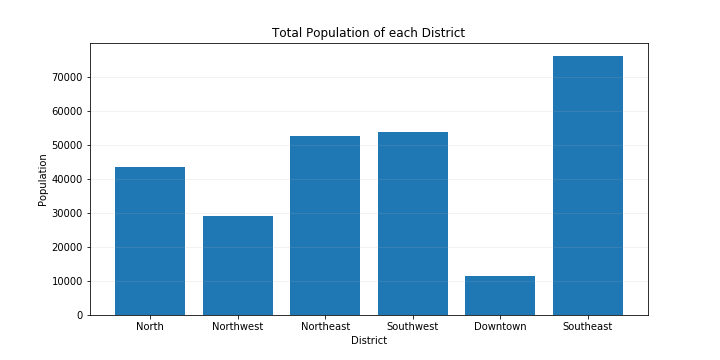 Total Population of each District
Population
70000
60000
50000
40000
30000
20000
10000
0
North Northwest Northeast Southwest Downtown Southeast
District